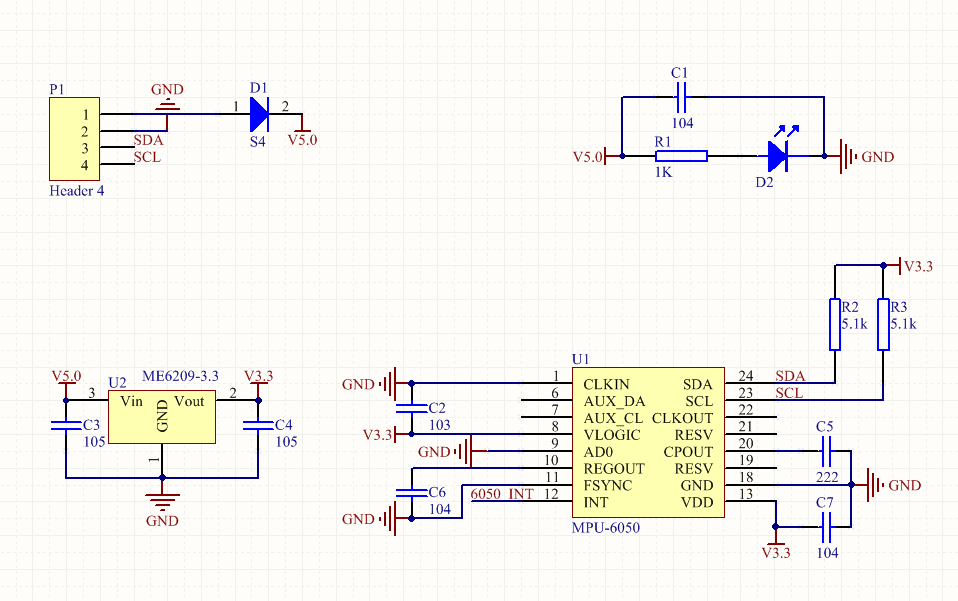 P1
1
2
3
4
Header 4
GND
SDA
SCL
1
D1
2
S4
V5.0
C1
104
V5.0
R1
1K
D2
GND
V3.3
R2
5.1k
R3
5.1k
V5.0
U2
ME6209-3.3
V3.3
3
Vin
GND
Vout
2
1
C3
105
C4
105
GND
U1
GND
C2
103
V3.3
GND
C6
104
GND
6050_INT
1 CLKIN
6 AUX_DA
7 AUX_CL
8 VLOGIC
9 AD0
10 REGOUT
11 FSYNC
12 INT
SDA 24 SDA
SCL 23 SCL
CLKOUT 22
RESV 21
CPOUT 20
RESV 19
GND 18
VDD 13
MPU-6050
C5
222
GND
C7
104
V3.3